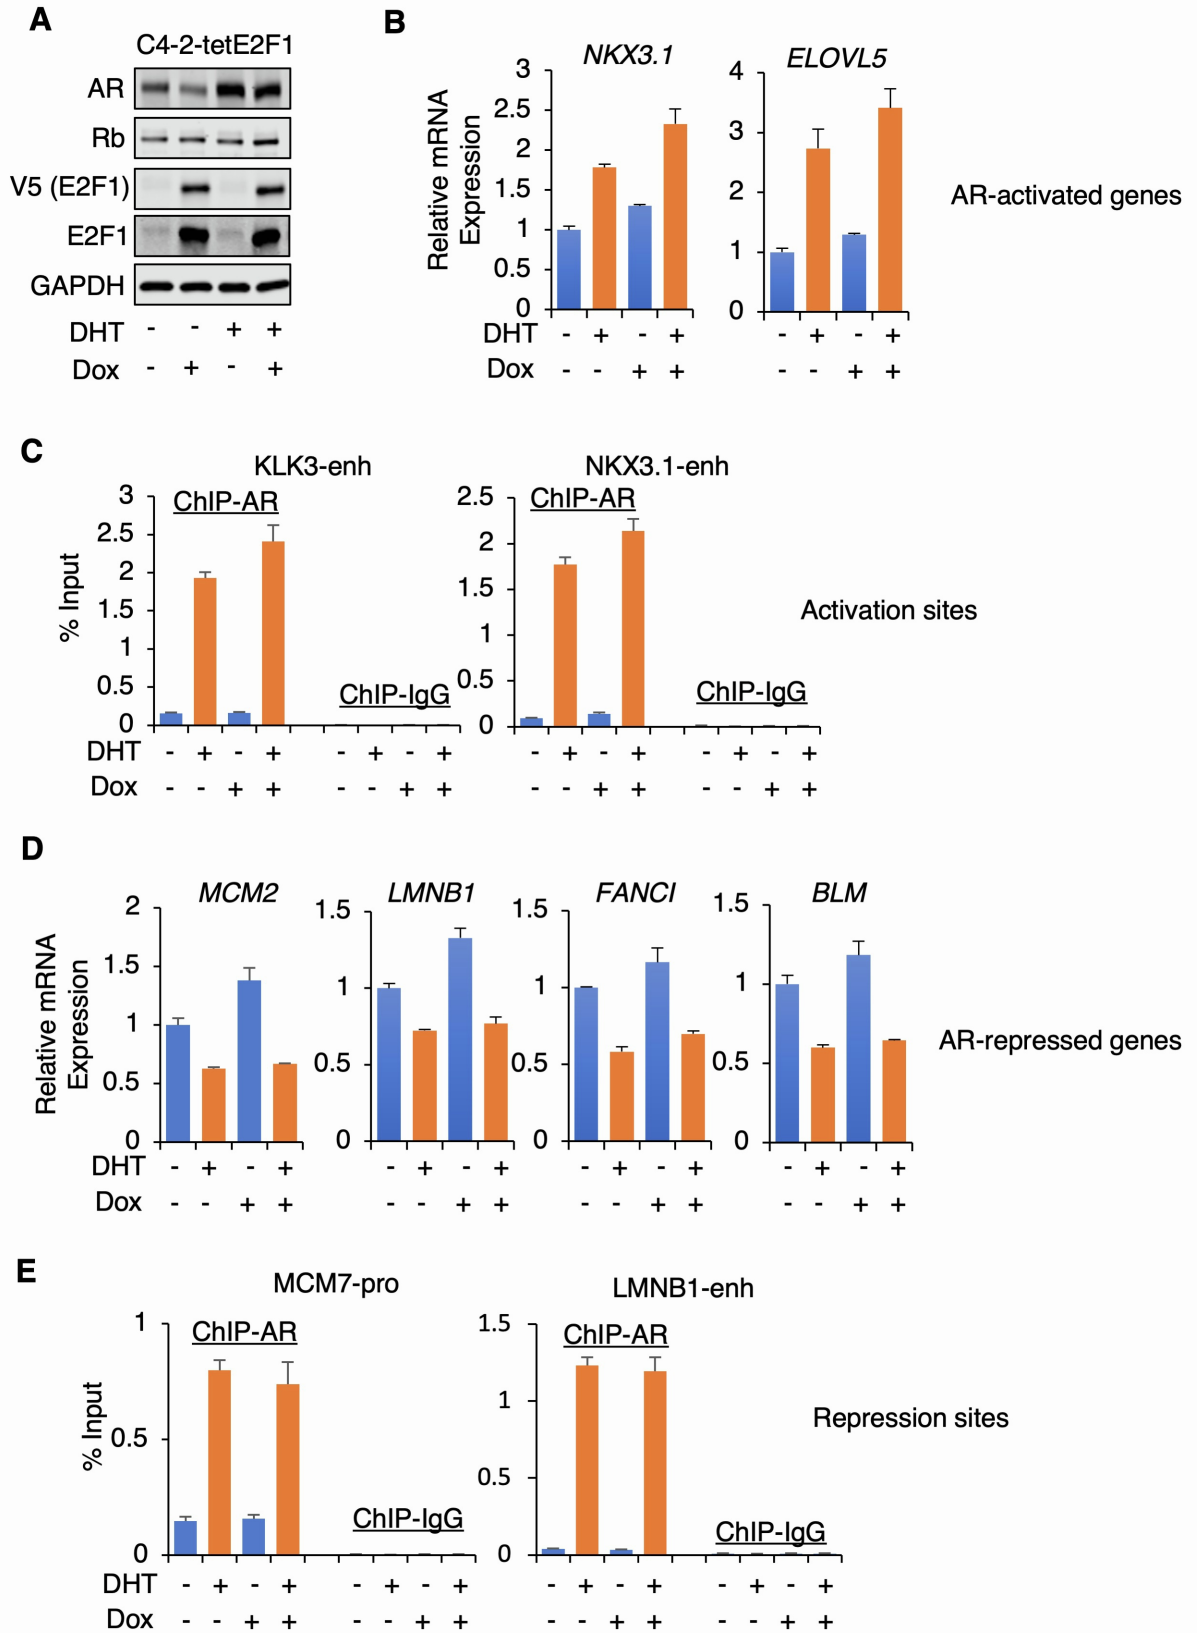 A
C4-2-tetE2F1
AR
Rb
V5 (E2F1)
E2F1
GAPDH
DHT - - + +
Dox - + - +
B
NKX3.1
ELOVL5
Relative mRNA
Expression
3
2.5
2
1.5
1
0.5
0
4
3
2
1
0
DHT - + - + - + - +
Dox - - + + - - + +
AR-activated genes
C
KLK3-enh
NKX3.1-enh
ChIP-AR
ChIP-AR
% Input
3
2.5
2
1.5
1
0.5
0
2.5
2
1.5
1
0.5
0
ChIP-IgG
ChIP-IgG
DHT - + - + - + - + - + - + - + - +
Dox - - + + - - + + - - + + - - + +
Activation sites
D
MCM2
LMNB1
FANCI
BLM
Relative mRNA
Expression
2
1.5
1
0.5
0
1.5
1
0.5
0
1.5
1
0.5
0
1.5
1
0.5
0
DHT - + - + - + - + - + - + - + - +
Dox - - + + - - + + - - + + - - + +
AR-repressed genes
E
MCM7-pro
LMNB1-enh
ChIP-AR
ChIP-AR
% Input
1
0.5
0
1.5
1
0.5
0
ChIP-IgG
ChIP-IgG
DHT - + - + - + - + - + - + - + - +
Dox - - + + - - + + - - + + - - + +
Repression sites